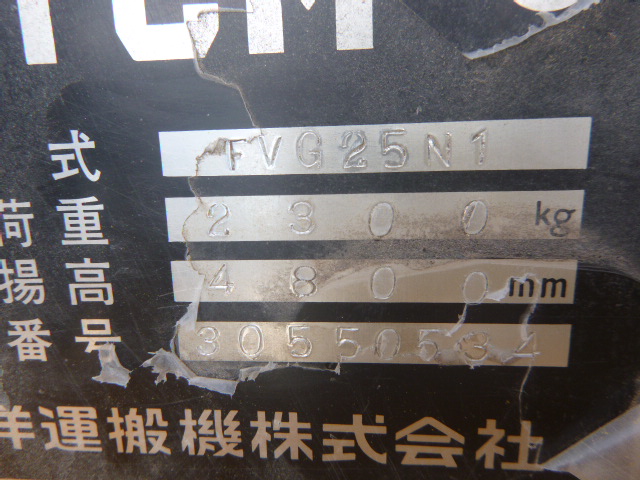 TCM
式 FVG25N1
荷重 2300 kg
揚高 4800 mm
番号 30550534
洋運搬機株式会社